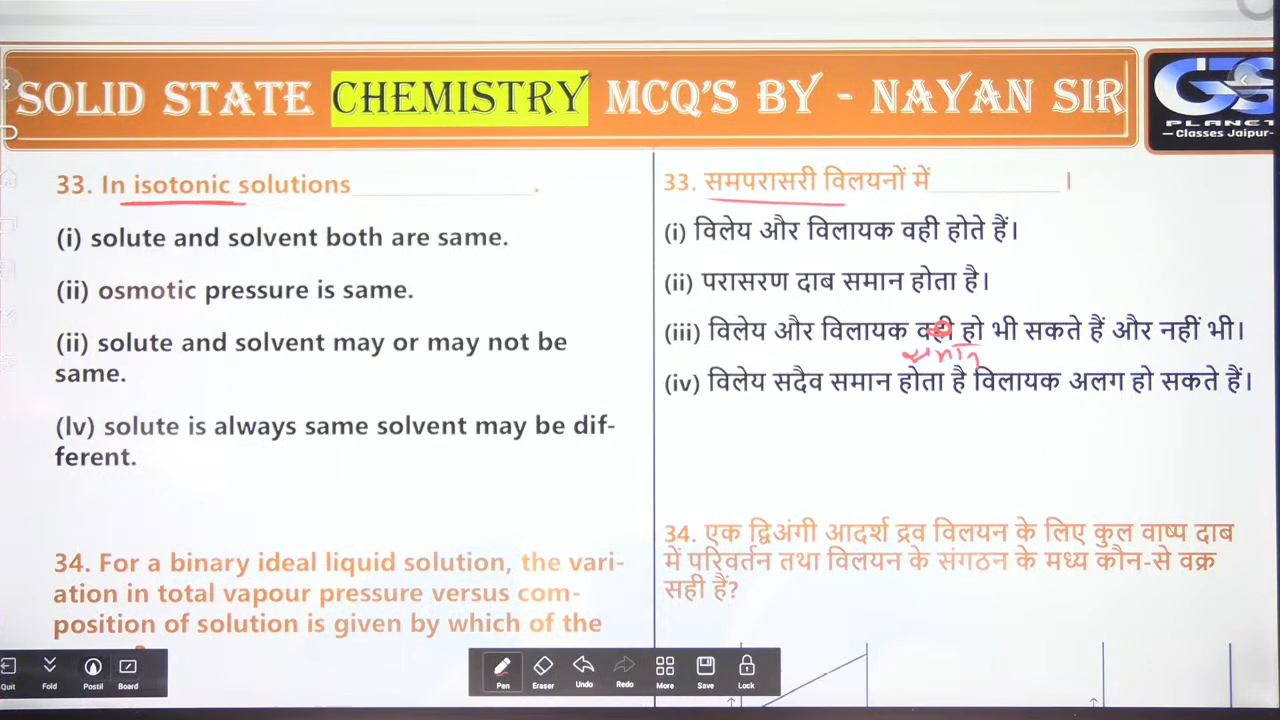 SOLID STATE CHEMISTRY MCQ'S BY - NAYAN SIR
GS
PLANET
— Classes Jaipur-
33. In isotonic solutions____________.
(i) solute and solvent both are same.
(ii) osmotic pressure is same.
(ii) solute and solvent may or may not be
same.
(lv) solute is always same solvent may be dif-
ferent.
34. For a binary ideal liquid solution, the vari-
ation in total vapour pressure versus com-
position of solution is given by which of the
33. समपरासरी विलयनों में__________ ।
(i) विलेय और विलायक वही होते हैं।
(ii) परासरण दाब समान होता है।
(iii) विलेय और विलायक वही हो भी सकते हैं और नहीं भी।
समान
(iv) विलेय सदैव समान होता है विलायक अलग हो सकते हैं।
34. एक द्विअंगी आदर्श द्रव विलयन के लिए कुल वाष्प दाब
में परिवर्तन तथा विलयन के संगठन के मध्य कौन-से वक्र
सही हैं?
Quit Fold Postil Board
Pen Eraser Undo Redo More Save Lock